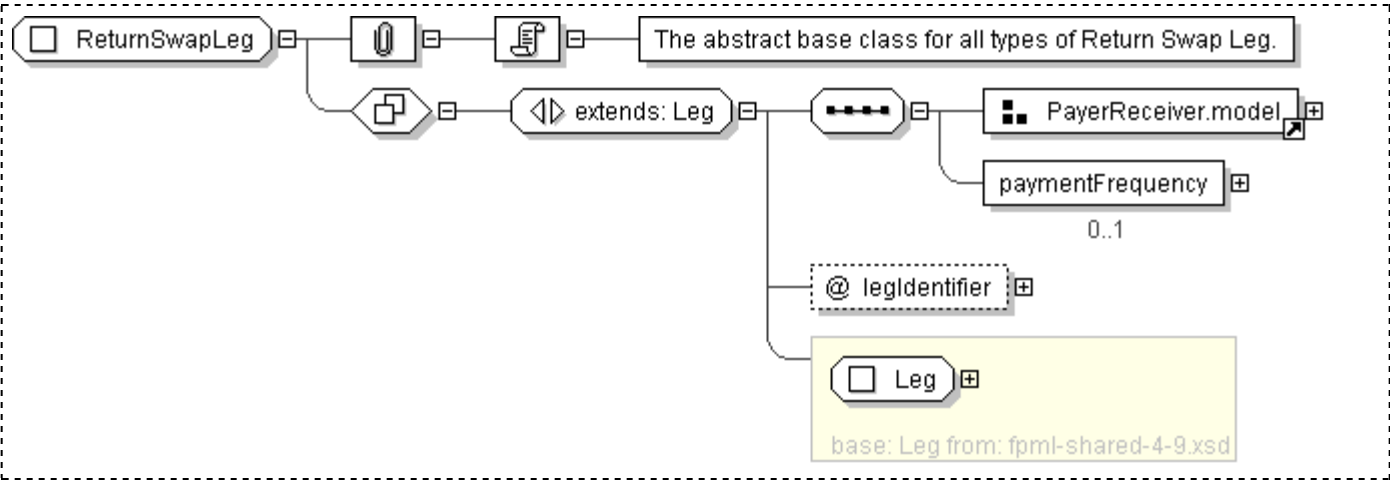 ReturnSwapLeg
The abstract base class for all types of Return Swap Leg.
extends: Leg
PayerReceiver.model
paymentFrequency
0..1
@ legIdentifier
Leg
base: Leg from: fpml-shared-4-9.xsd